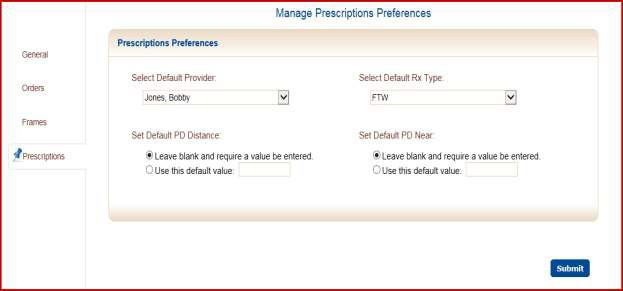 Manage Prescriptions Preferences
General
Orders
Frames
Prescriptions
Prescriptions Preferences
Select Default Provider:
Jones, Bobby
Select Default Rx Type:
FTW
Set Default PD Distance:
Leave blank and require a value be entered.
Use this default value:
Set Default PD Near:
Leave blank and require a value be entered.
Use this default value:
Submit